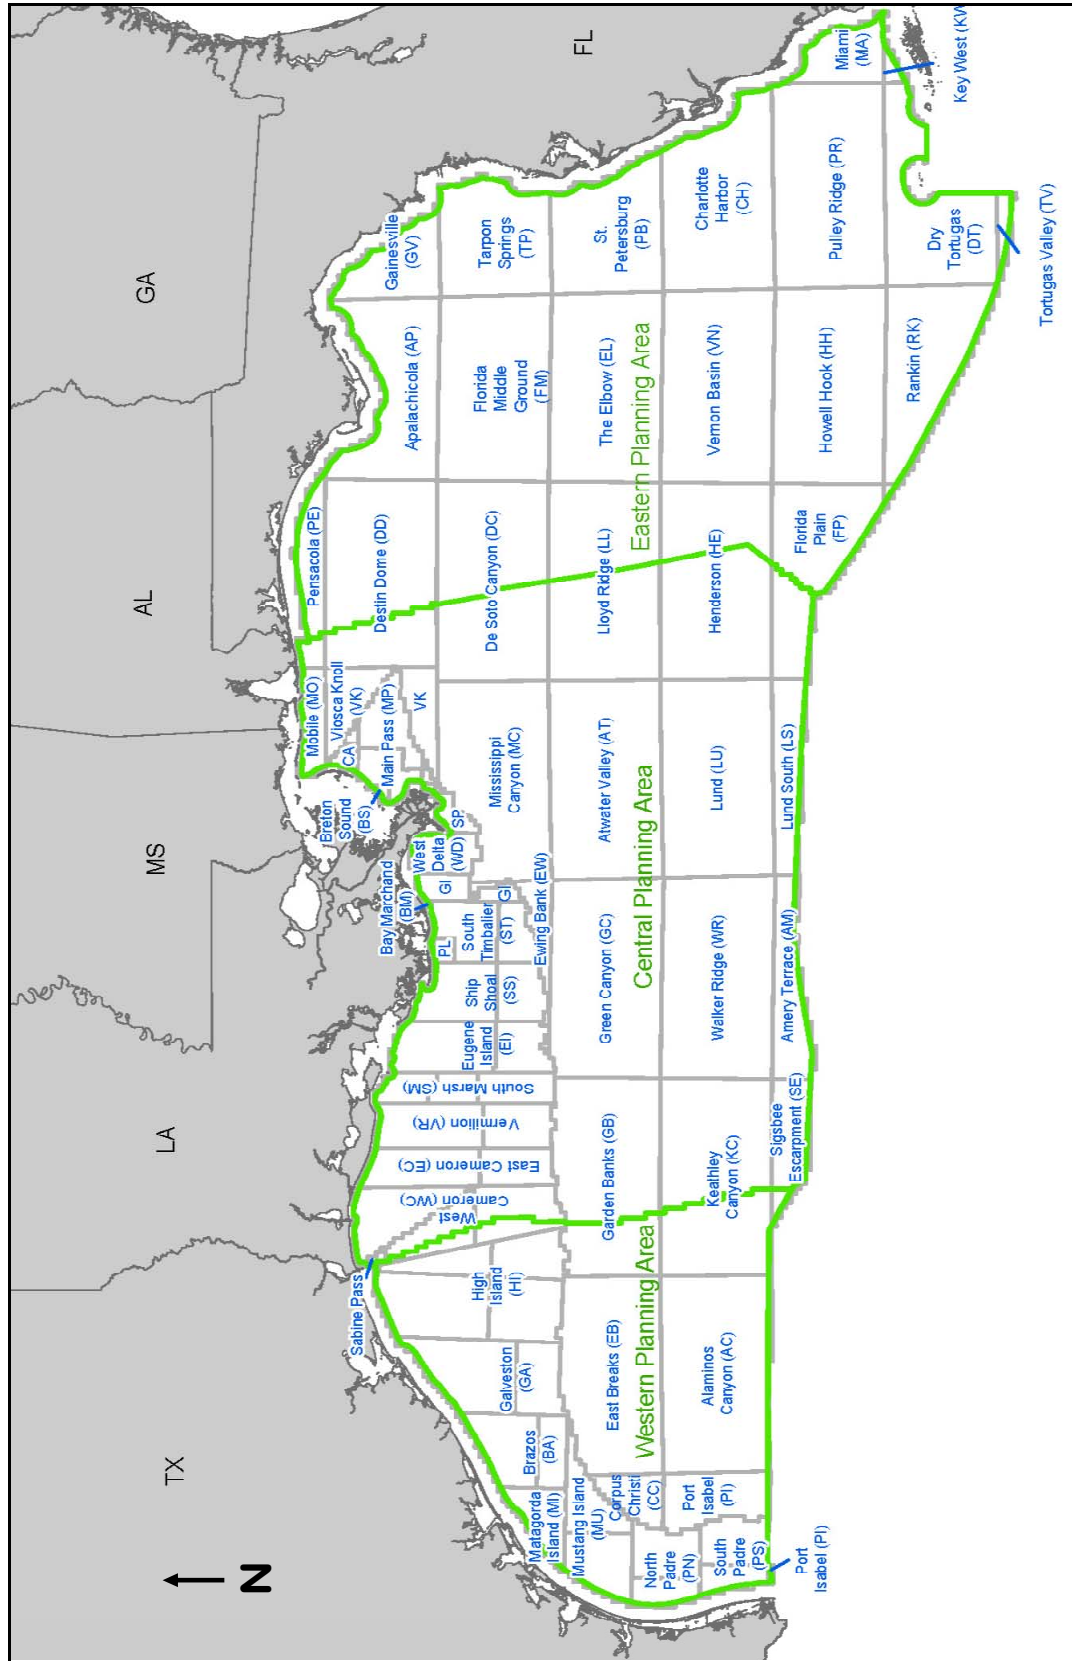 TX
LA
MS
AL
GA
FL
N
Sabine Pass
Bay Marchand
(BM)
Breton
Sound
(BS)
Mobile (MO)
Pensacola (PE)
Viosca Knoll
(VK)
CA
Main Pass (MP)
VK
Destin Dome (DD)
Apalachicola (AP)
Gainesville
(GV)
West
Cameron (WC)
East Cameron (EC)
Vermilion (VR)
South Marsh (SM)
Eugene
Island
(EI)
Ship
Shoal
(SS)
PL
South
Timbalier
(ST)
GI
GI
West
Delta
(WD)
SP
Matagorda
Island (MI)
Brazos
(BA)
Galveston
(GA)
High
Island
(HI)
Ewing Bank (EW)
Mississippi
Canyon (MC)
De Soto Canyon (DC)
Florida
Middle
Ground
(FM)
Tarpon
Springs
(TP)
Mustang Island
(MU)
Corpus
Christi
(CC)
East Breaks (EB)
Garden Banks (GB)
Green Canyon (GC)
Atwater Valley (AT)
Lloyd Ridge (LL)
The Elbow (EL)
St.
Petersburg
(PB)
Western Planning Area
Central Planning Area
Eastern Planning Area
North
Padre
(PN)
South
Padre
(PS)
Port
Isabel
(PI)
Alaminos
Canyon (AC)
Keathley
Canyon (KC)
Walker Ridge (WR)
Lund (LU)
Henderson (HE)
Vernon Basin (VN)
Charlotte
Harbor
(CH)
Port
Isabel (PI)
Sigsbee
Escarpment (SE)
Amery Terrace (AM)
Lund South (LS)
Florida
Plain
(FP)
Howell Hook (HH)
Pulley Ridge (PR)
Miami
(MA)
Rankin (RK)
Dry
Tortugas
(DT)
Key West (KW
Tortugas Valley (TV)